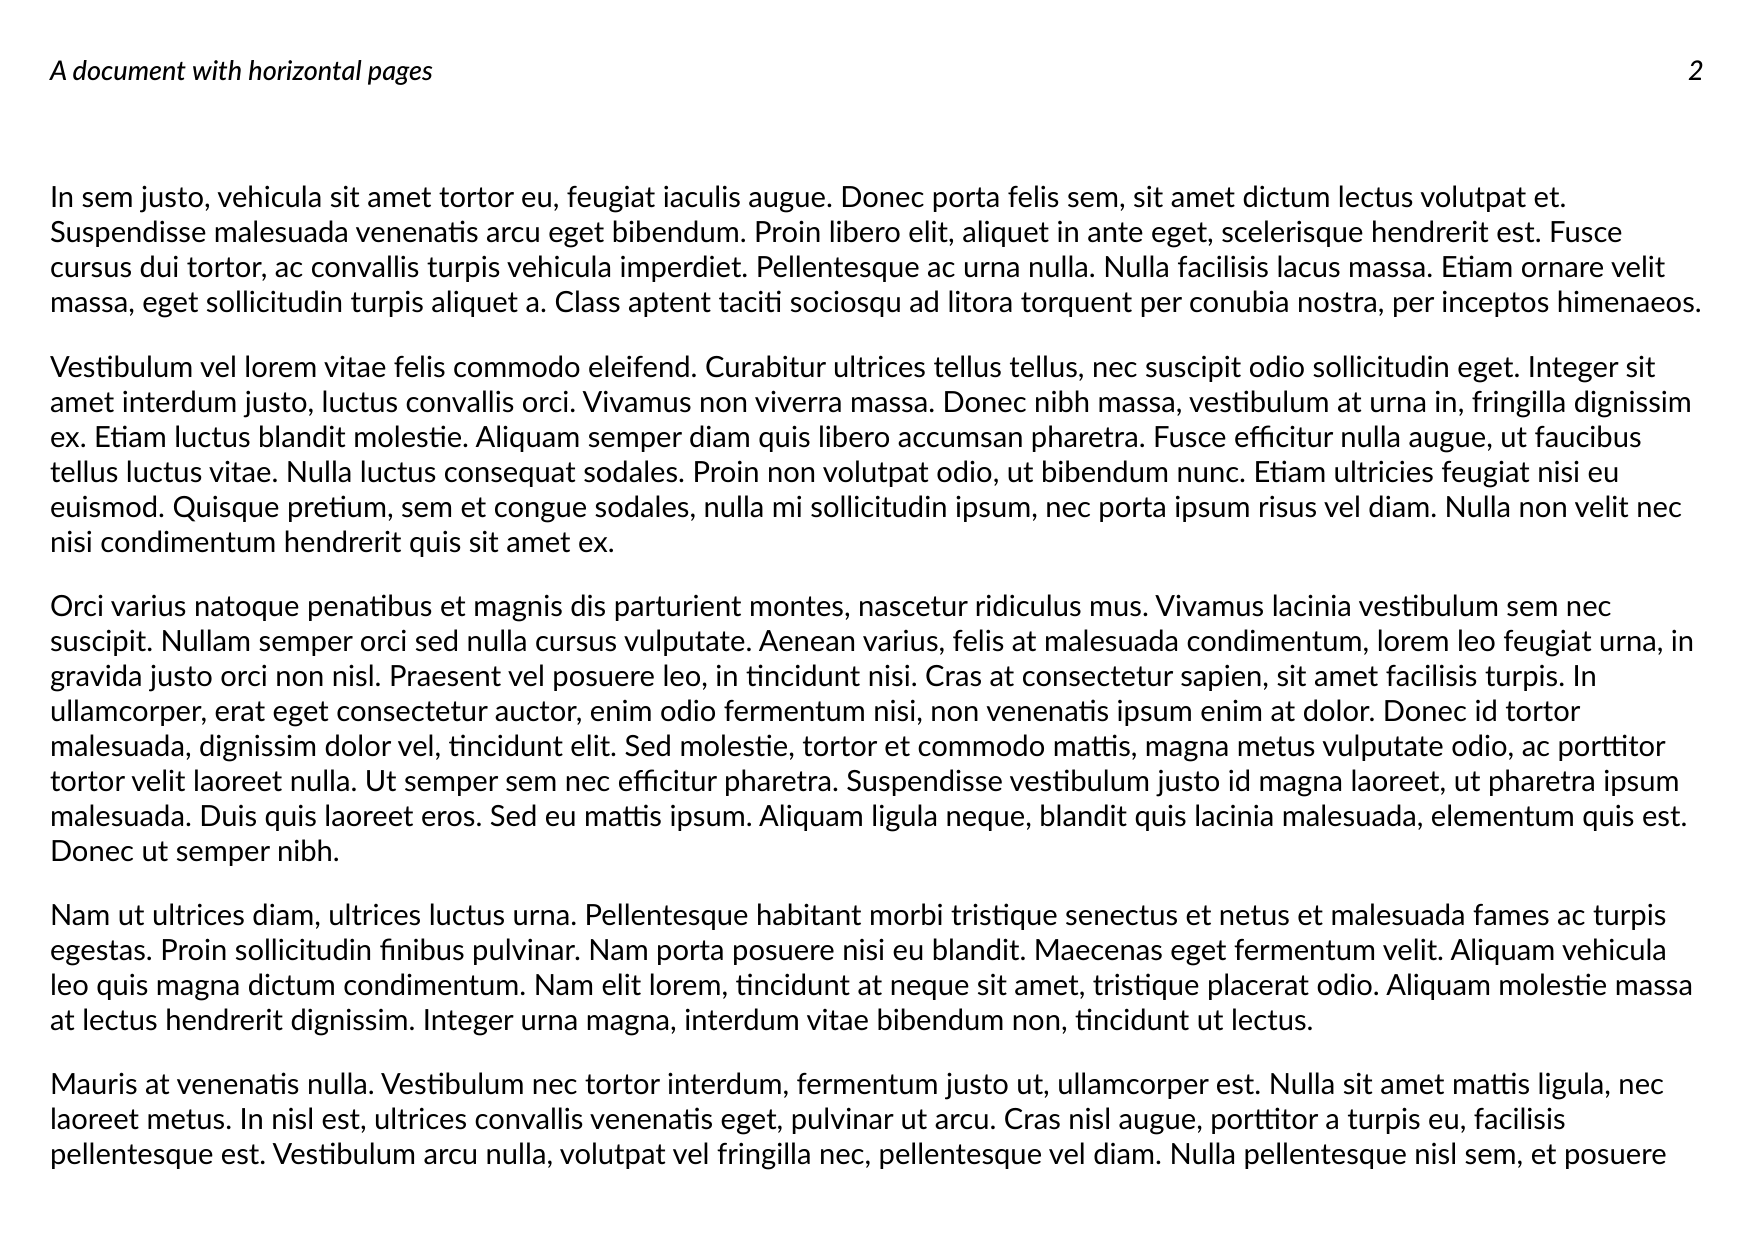 A document with horizontal pages 2
In sem justo, vehicula sit amet tortor eu, feugiat iaculis augue. Donec porta felis sem, sit amet dictum lectus volutpat et.
Suspendisse malesuada venenatis arcu eget bibendum. Proin libero elit, aliquet in ante eget, scelerisque hendrerit est. Fusce
cursus dui tortor, ac convallis turpis vehicula imperdiet. Pellentesque ac urna nulla. Nulla facilisis lacus massa. Etiam ornare velit
massa, eget sollicitudin turpis aliquet a. Class aptent taciti sociosqu ad litora torquent per conubia nostra, per inceptos himenaeos.
Vestibulum vel lorem vitae felis commodo eleifend. Curabitur ultrices tellus tellus, nec suscipit odio sollicitudin eget. Integer sit
amet interdum justo, luctus convallis orci. Vivamus non viverra massa. Donec nibh massa, vestibulum at urna in, fringilla dignissim
ex. Etiam luctus blandit molestie. Aliquam semper diam quis libero accumsan pharetra. Fusce efficitur nulla augue, ut faucibus
tellus luctus vitae. Nulla luctus consequat sodales. Proin non volutpat odio, ut bibendum nunc. Etiam ultricies feugiat nisi eu
euismod. Quisque pretium, sem et congue sodales, nulla mi sollicitudin ipsum, nec porta ipsum risus vel diam. Nulla non velit nec
nisi condimentum hendrerit quis sit amet ex.
Orci varius natoque penatibus et magnis dis parturient montes, nascetur ridiculus mus. Vivamus lacinia vestibulum sem nec
suscipit. Nullam semper orci sed nulla cursus vulputate. Aenean varius, felis at malesuada condimentum, lorem leo feugiat urna, in
gravida justo orci non nisl. Praesent vel posuere leo, in tincidunt nisi. Cras at consectetur sapien, sit amet facilisis turpis. In
ullamcorper, erat eget consectetur auctor, enim odio fermentum nisi, non venenatis ipsum enim at dolor. Donec id tortor
malesuada, dignissim dolor vel, tincidunt elit. Sed molestie, tortor et commodo mattis, magna metus vulputate odio, ac porttitor
tortor velit laoreet nulla. Ut semper sem nec efficitur pharetra. Suspendisse vestibulum justo id magna laoreet, ut pharetra ipsum
malesuada. Duis quis laoreet eros. Sed eu mattis ipsum. Aliquam ligula neque, blandit quis lacinia malesuada, elementum quis est.
Donec ut semper nibh.
Nam ut ultrices diam, ultrices luctus urna. Pellentesque habitant morbi tristique senectus et netus et malesuada fames ac turpis
egestas. Proin sollicitudin finibus pulvinar. Nam porta posuere nisi eu blandit. Maecenas eget fermentum velit. Aliquam vehicula
leo quis magna dictum condimentum. Nam elit lorem, tincidunt at neque sit amet, tristique placerat odio. Aliquam molestie massa
at lectus hendrerit dignissim. Integer urna magna, interdum vitae bibendum non, tincidunt ut lectus.
Mauris at venenatis nulla. Vestibulum nec tortor interdum, fermentum justo ut, ullamcorper est. Nulla sit amet mattis ligula, nec
laoreet metus. In nisl est, ultrices convallis venenatis eget, pulvinar ut arcu. Cras nisl augue, porttitor a turpis eu, facilisis
pellentesque est. Vestibulum arcu nulla, volutpat vel fringilla nec, pellentesque vel diam. Nulla pellentesque nisl sem, et posuere